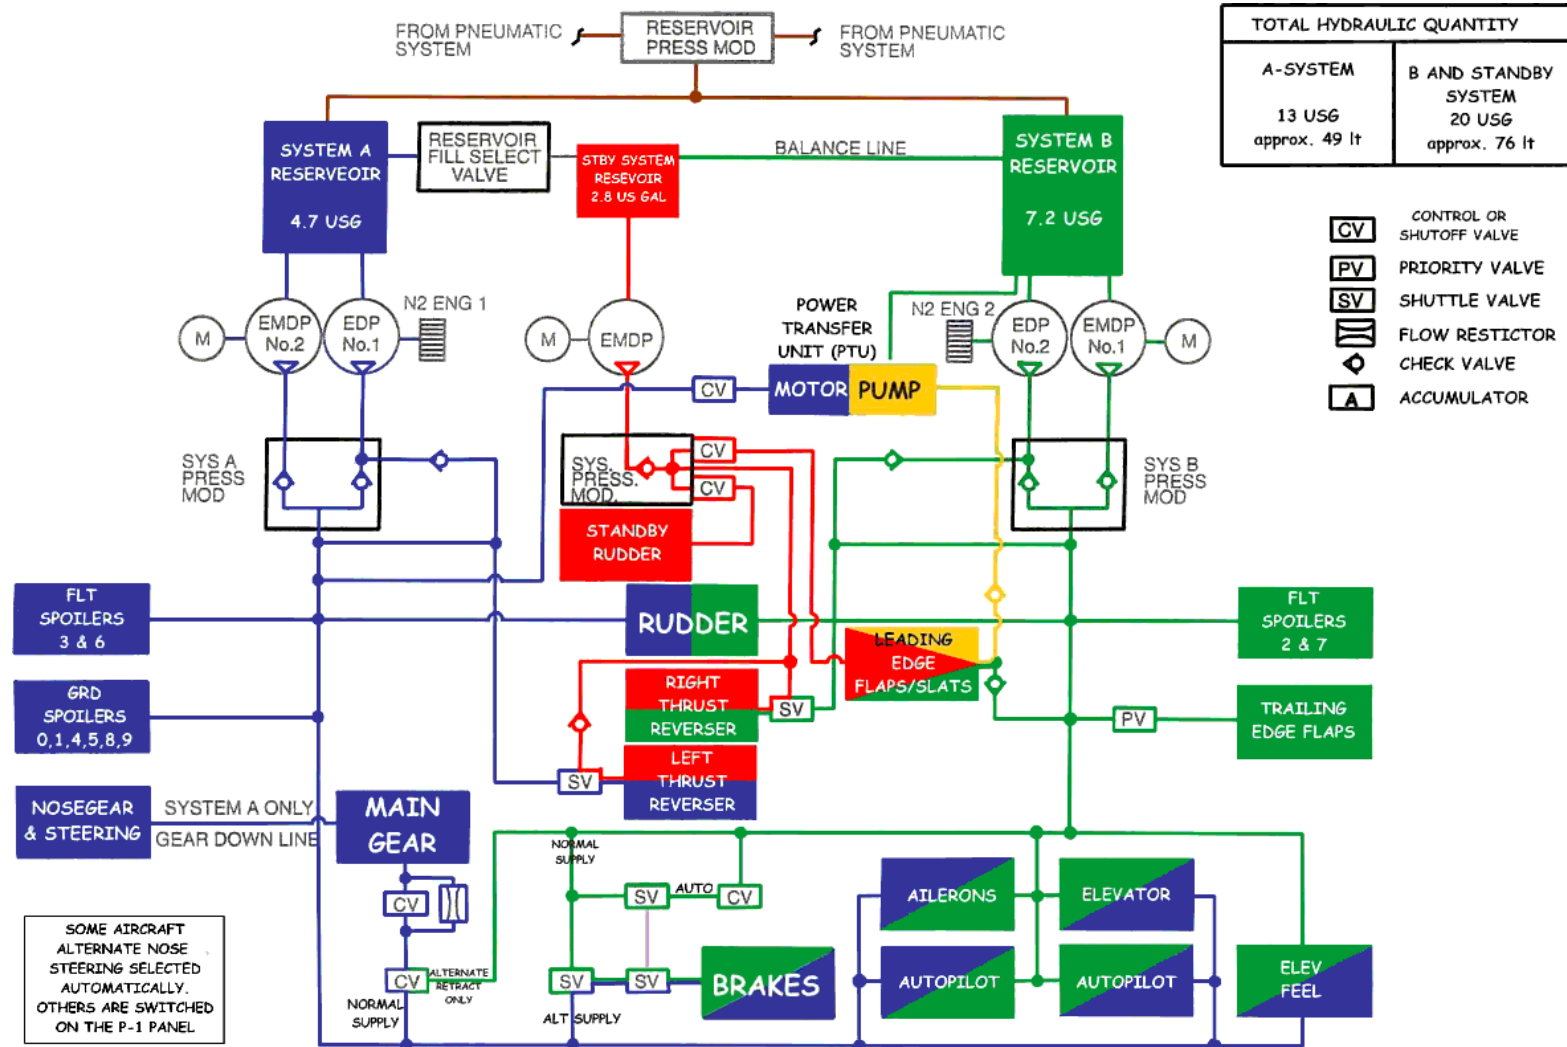 FROM PNEUMATIC
SYSTEM
RESERVOIR
PRESS MOD
FROM PNEUMATIC
SYSTEM
TOTAL HYDRAULIC QUANTITY
A-SYSTEM
13 USG
approx. 49 lt
B AND STANDBY
SYSTEM
20 USG
approx. 76 lt
SYSTEM A
RESERVEOIR
4.7 USG
RESERVOIR
FILL SELECT
VALVE
STBY SYSTEM
RESEVOIR
2.8 US GAL
BALANCE LINE
SYSTEM B
RESERVOIR
7.2 USG
CV
CONTROL OR
SHUTOFF VALVE
PV
PRIORITY VALVE
SV
SHUTTLE VALVE
FLOW RESTICTOR
CHECK VALVE
A
ACCUMULATOR
M
EMDP
No.2
EDP
No.1
N2 ENG 1
M
EMDP
POWER
TRANSFER
UNIT (PTU)
N2 ENG 2
EDP
No.2
EMDP
No.1
M
CV
MOTOR
PUMP
SYS A
PRESS
MOD
SYS.
PRESS.
MOD.
CV
CV
SYS B
PRESS
MOD
STANDBY
RUDDER
FLT
SPOILERS
3 & 6
RUDDER
FLT
SPOILERS
2 & 7
LEADING
EDGE
FLAPS/SLATS
GRD
SPOILERS
0,1,4,5,8,9
RIGHT
THRUST
REVERSER
SV
PV
TRAILING
EDGE FLAPS
SV
LEFT
THRUST
REVERSER
NOSEGEAR
& STEERING
SYSTEM A ONLY
GEAR DOWN LINE
MAIN
GEAR
NORMAL
SUPPLY
CV
SV
AUTO
CV
AILERONS
ELEVATOR
SOME AIRCRAFT
ALTERNATE NOSE
STEERING SELECTED
AUTOMATICALLY.
OTHERS ARE SWITCHED
ON THE P-1 PANEL
CV
ALTERNATE
RETRACT
ONLY
NORMAL
SUPPLY
SV
SV
BRAKES
ALT SUPPLY
AUTOPILOT
AUTOPILOT
ELEV
FEEL